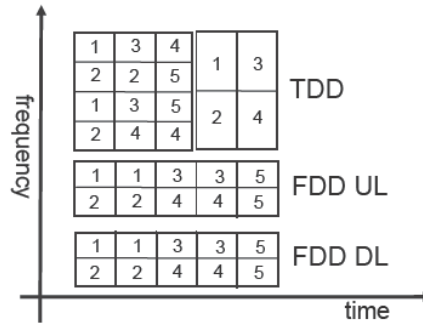 1 3 4
2 2 5
1 3 5
2 4 4
1 3
2 4
TDD
1 1 3 3 5
2 2 4 4 5
FDD UL
1 1 3 3 5
2 2 4 4 5
FDD DL
frequency
time